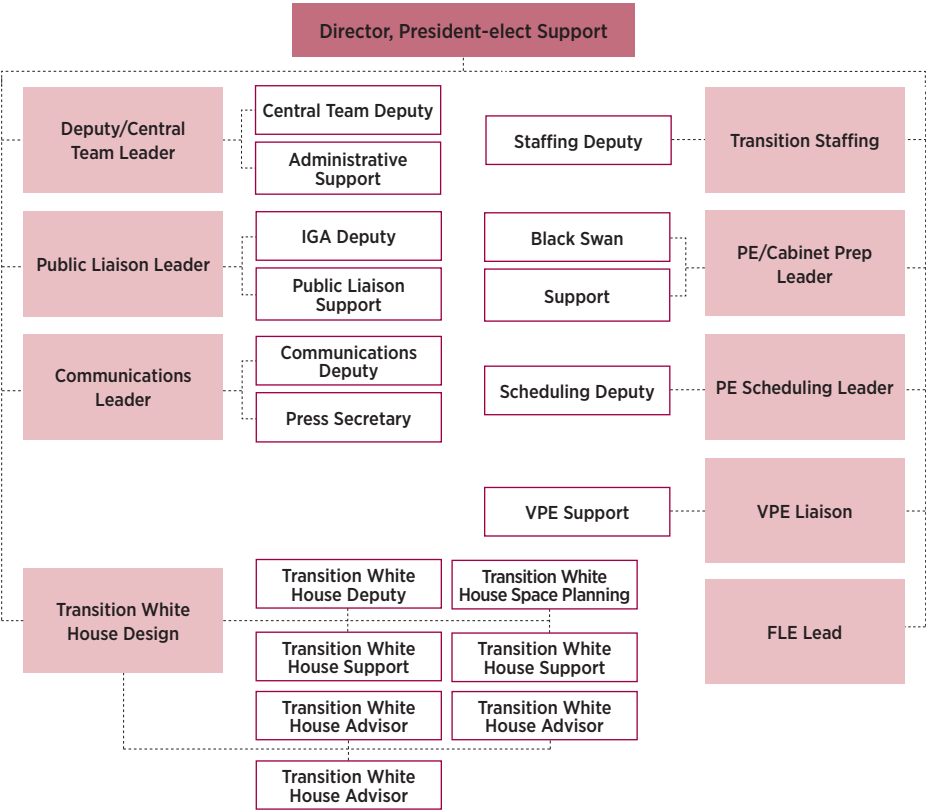 Director, President-elect Support
Deputy/Central
Team Leader
Central Team Deputy
Administrative
Support
Staffing Deputy
Transition Staffing
Public Liaison Leader
IGA Deputy
Public Liaison
Support
Black Swan
Support
PE/Cabinet Prep
Leader
Communications
Leader
Communications
Deputy
Press Secretary
Scheduling Deputy
PE Scheduling Leader
VPE Support
VPE Liaison
Transition White
House Design
Transition White
House Deputy
Transition White
House Space Planning
Transition White
House Support
Transition White
House Support
Transition White
House Advisor
Transition White
House Advisor
Transition White
House Advisor
FLE Lead